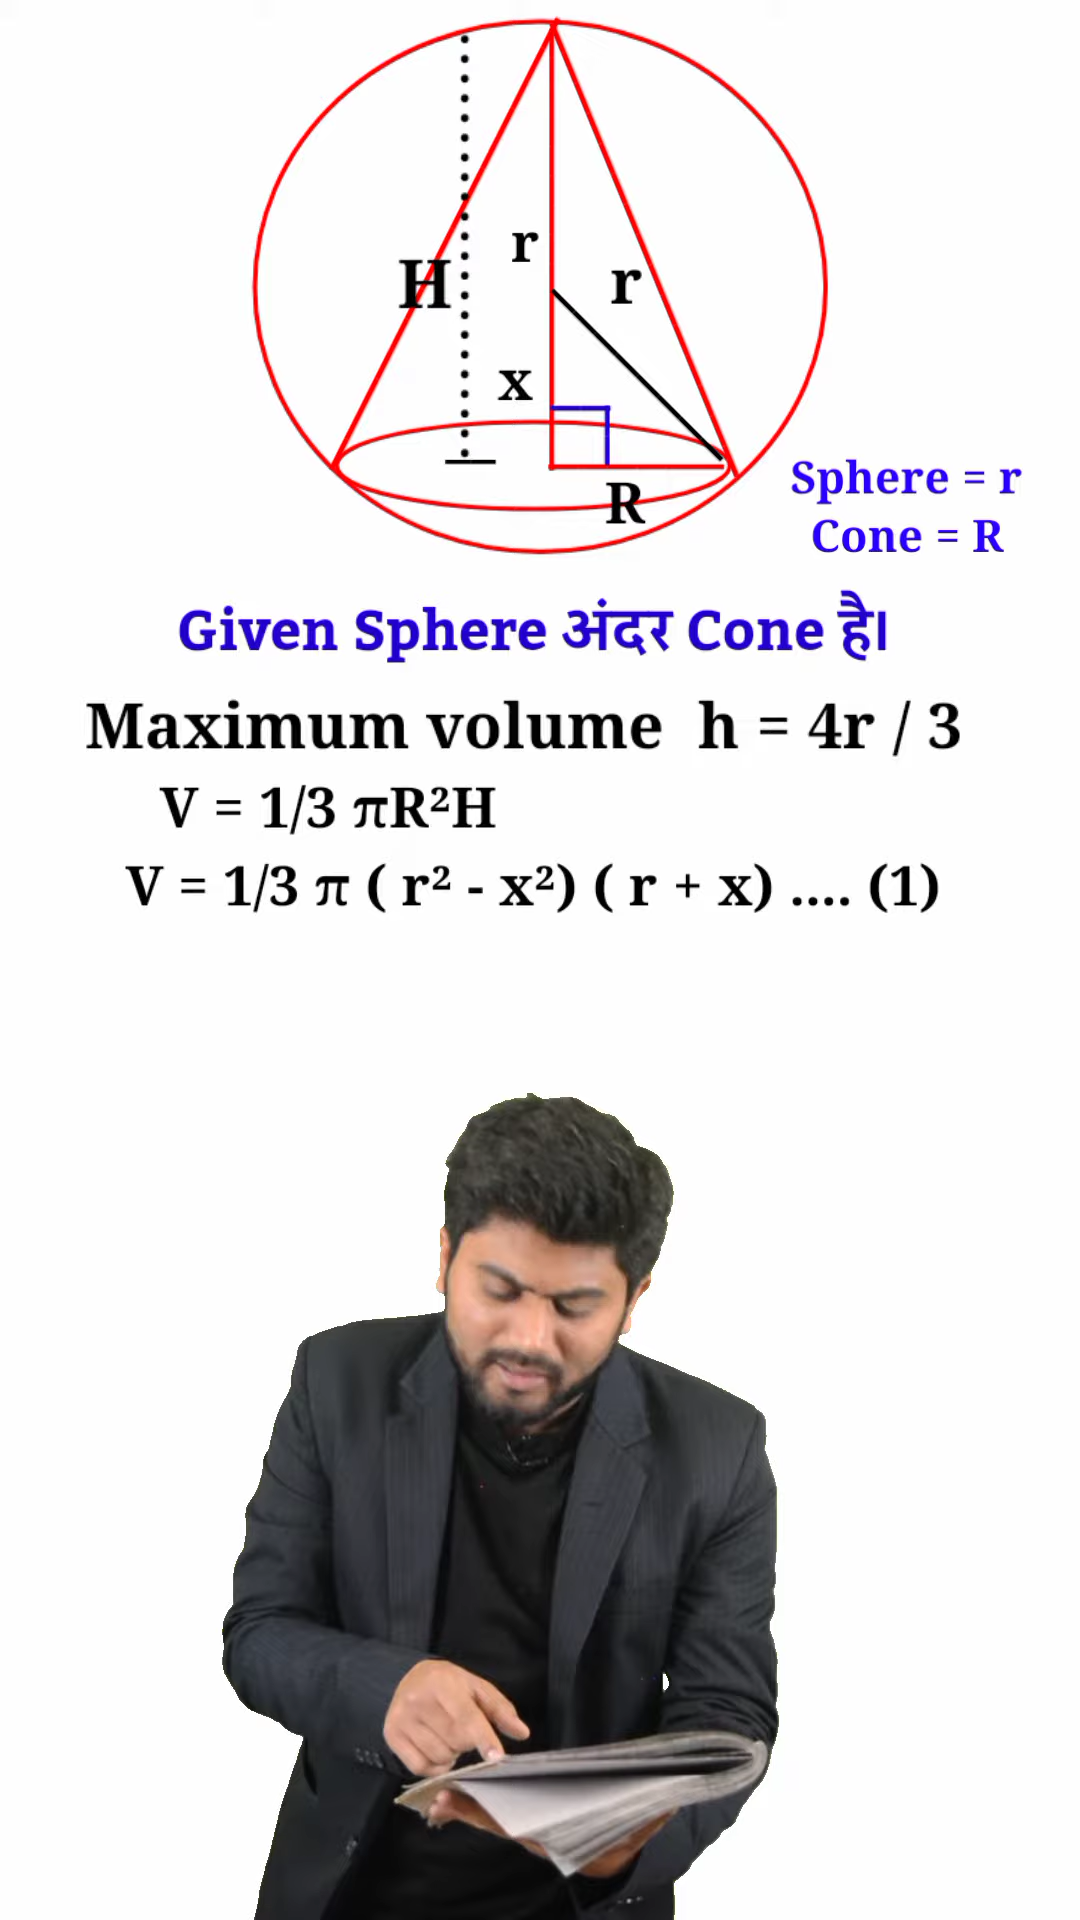 r
H
r
x
R
Sphere = r
Cone = R
Given Sphere अंदर Cone है।
Maximum volume h = 4r / 3
V = 1/3 πR²H
V = 1/3 π ( r² - x²) ( r + x) .... (1)